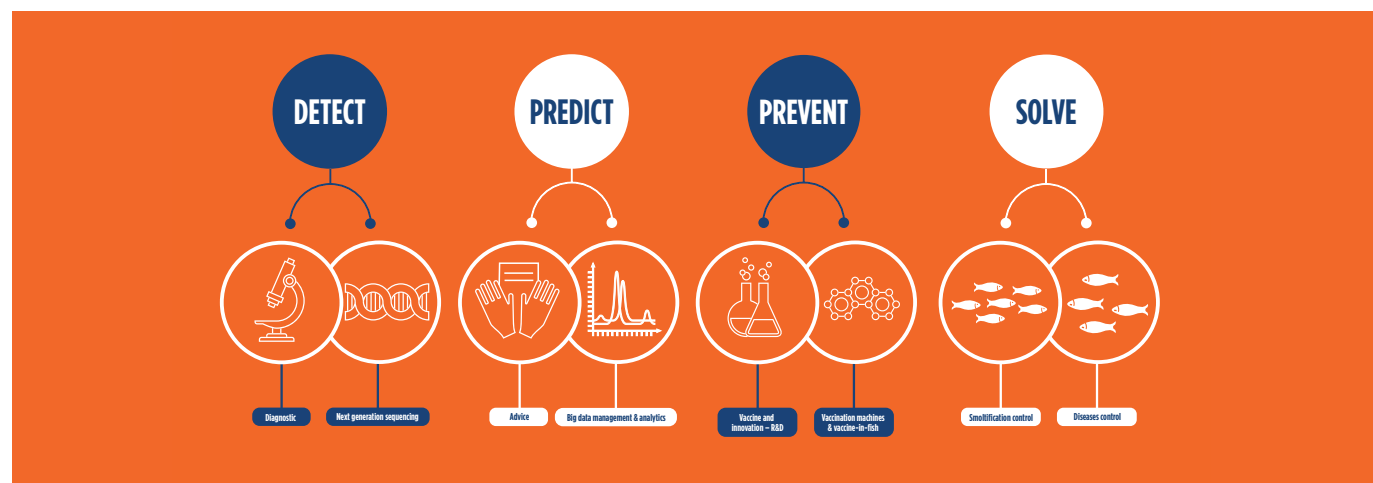 DETECT
PREDICT
PREVENT
SOLVE
Diagnostic
Next generation sequencing
Advice
Big data management & analytics
Vaccine and
innovation – R&D
Vaccination machines
& vaccine-in-fish
Smoltification control
Diseases control